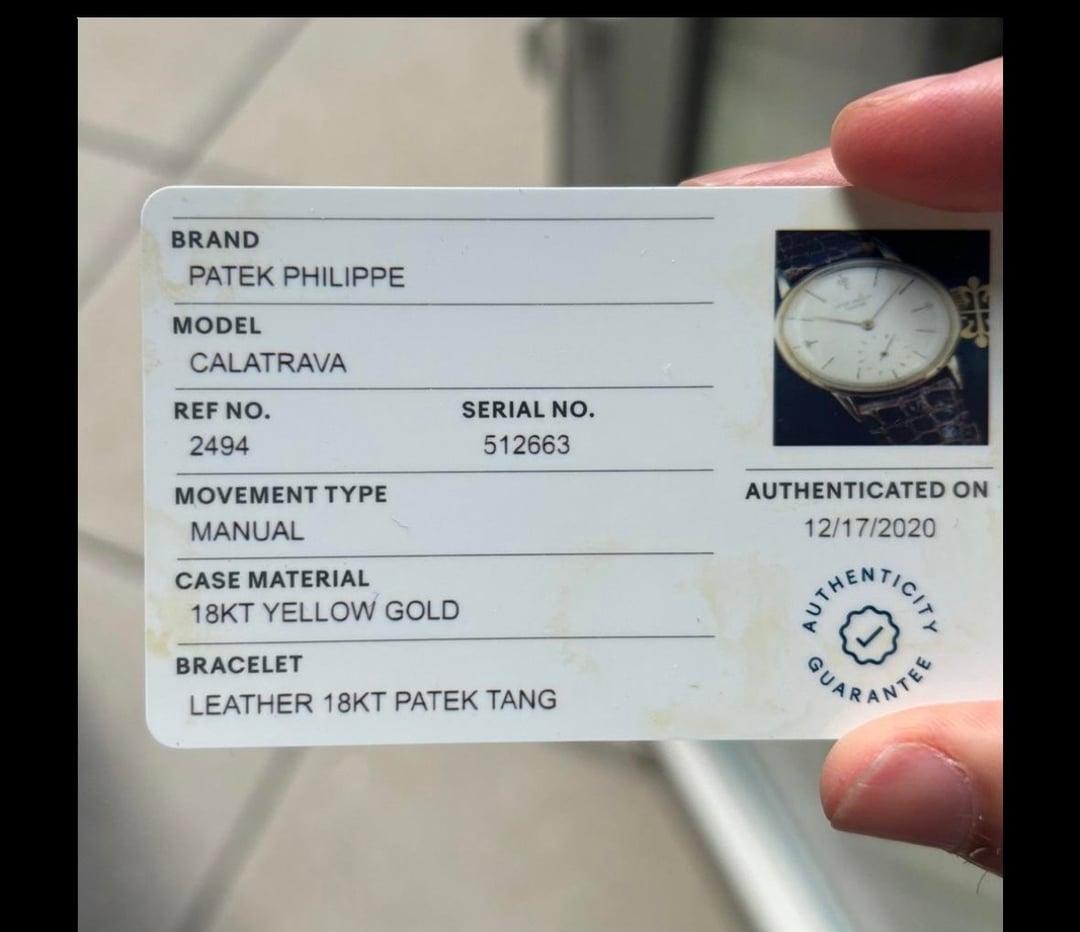 BRAND
PATEK PHILIPPE
MODEL
CALATRAVA
REF NO. SERIAL NO.
2494 512663
MOVEMENT TYPE
MANUAL
CASE MATERIAL
18KT YELLOW GOLD
BRACELET
LEATHER 18KT PATEK TANG
AUTHENTICATED ON
12/17/2020
AUTHENTICITY
GUARANTEE